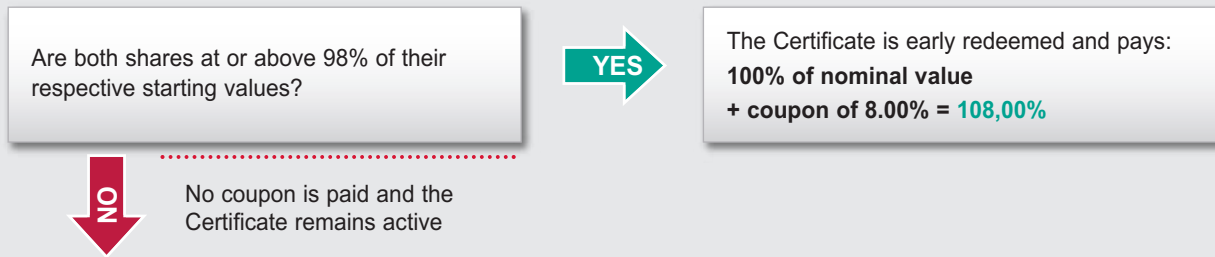 Are both shares at or above 98% of their
respective starting values?
YES
The Certificate is early redeemed and pays:
100% of nominal value
+ coupon of 8.00% = 108,00%
NO
No coupon is paid and the
Certificate remains active